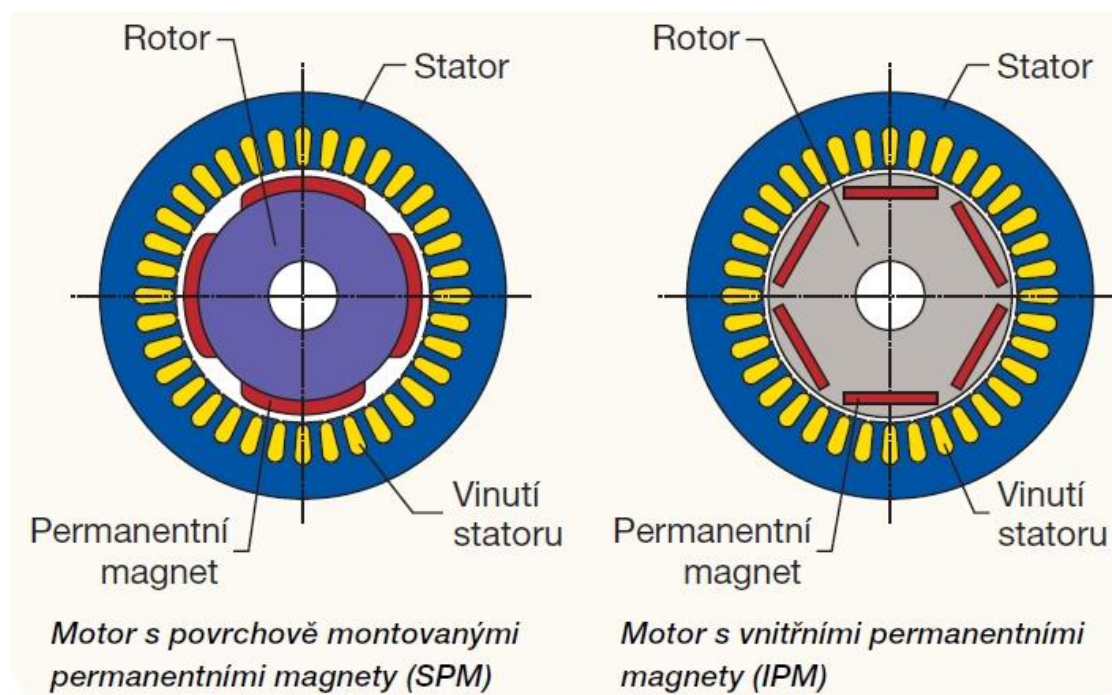 Rotor
Stator
Permanentní
magnet
Vinutí
statoru
Motor s povrchově montovanými
permanentními magnety (SPM)
Rotor
Stator
Permanentní
magnet
Vinutí
statoru
Motor s vnitřními permanentními
magnety (IPM)